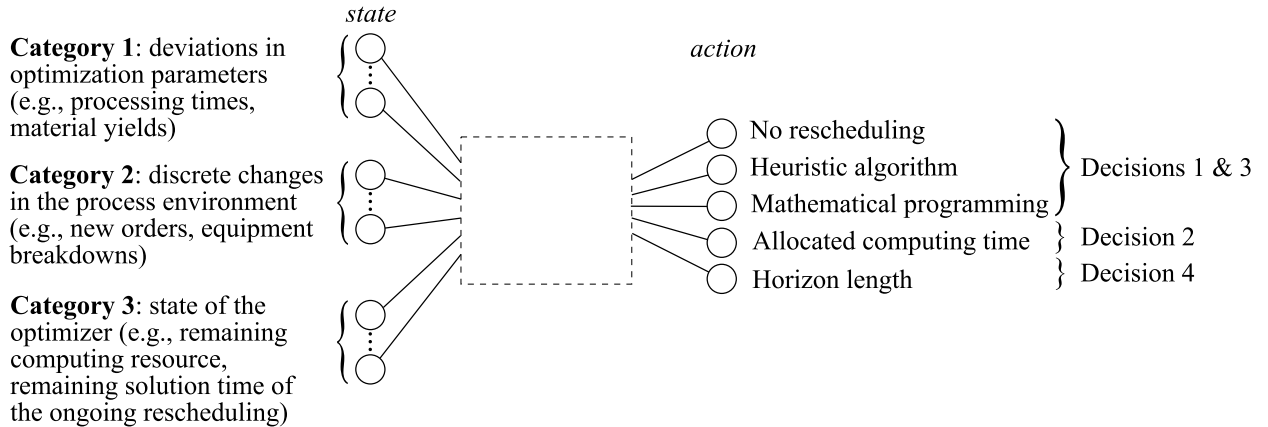 state
Category 1: deviations in
optimization parameters
(e.g., processing times,
material yields)
Category 2: discrete changes
in the process environment
(e.g., new orders, equipment
breakdowns)
Category 3: state of the
optimizer (e.g., remaining
computing resource,
remaining solution time of
the ongoing rescheduling)
action
No rescheduling
Heuristic algorithm
Mathematical programming
Allocated computing time
Horizon length
Decisions 1 & 3
Decision 2
Decision 4